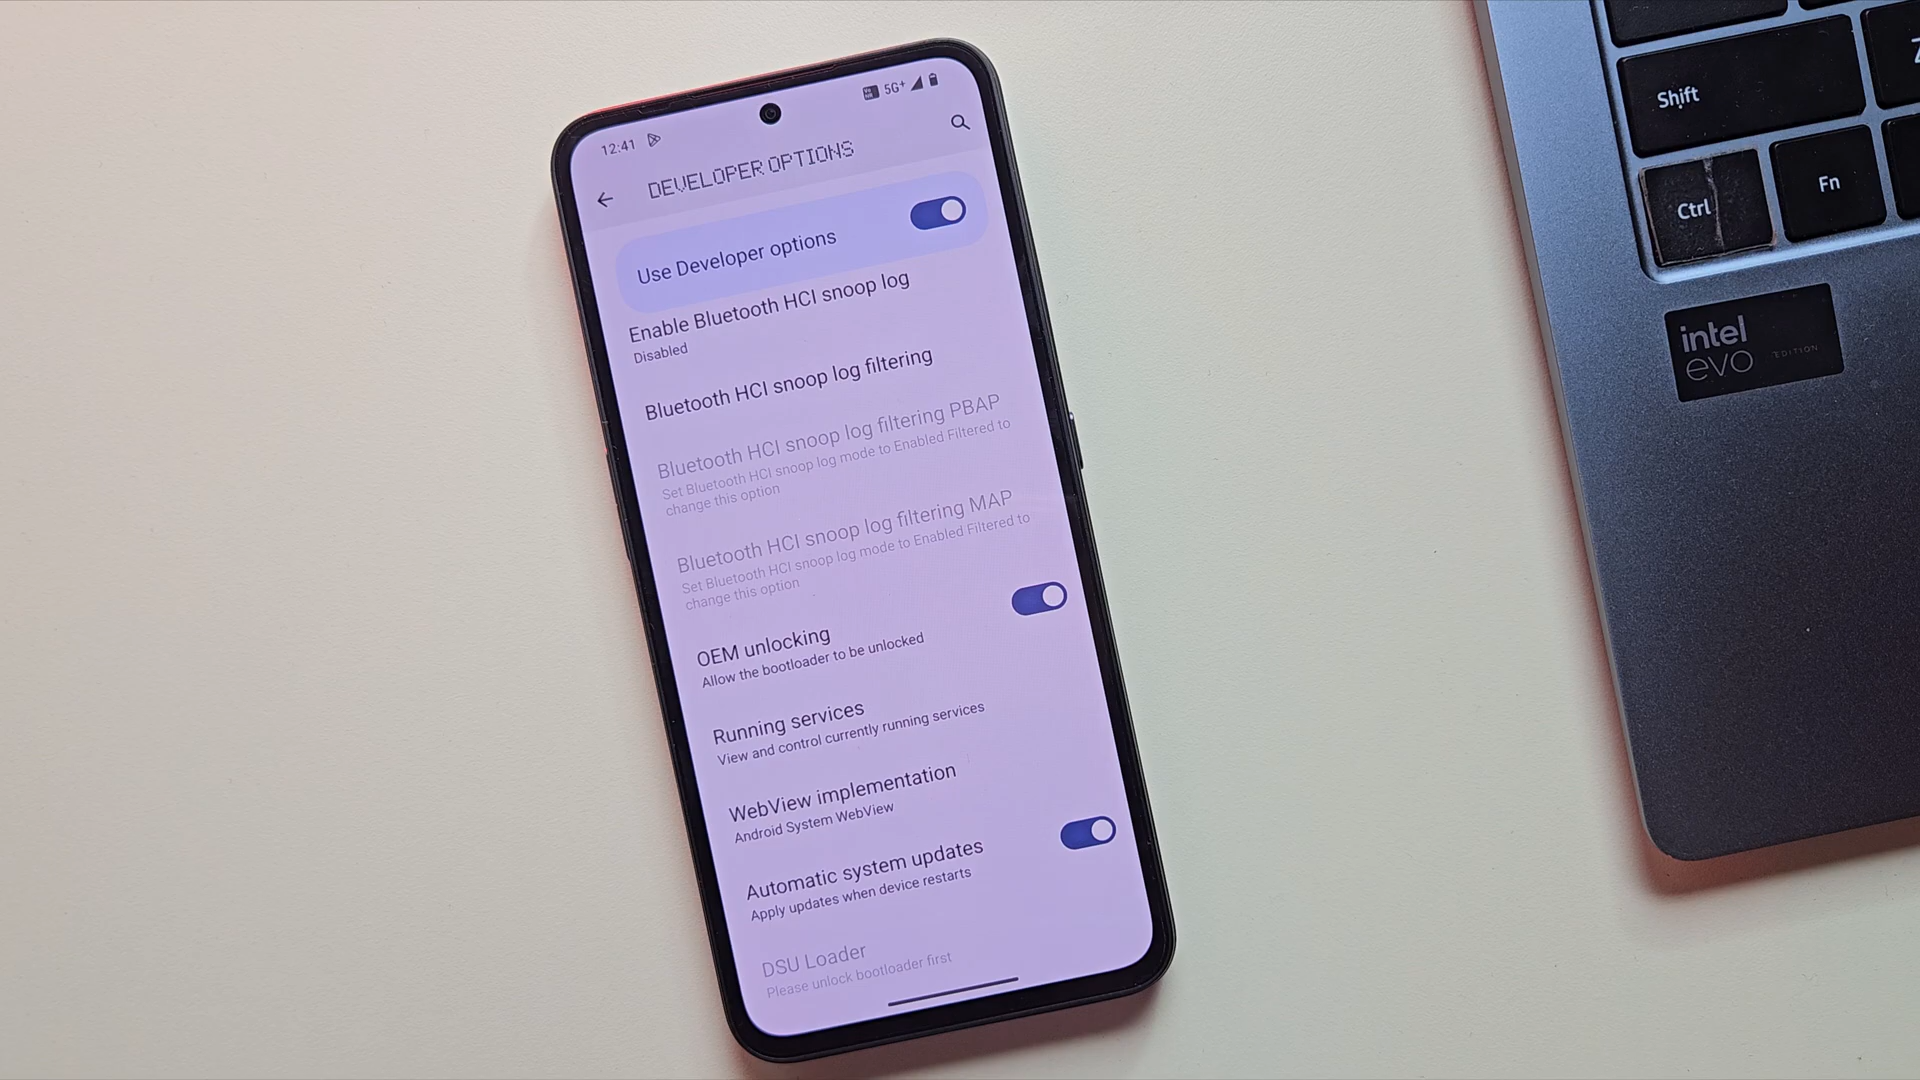 12:41
5G+
DEVELOPER OPTIONS
Use Developer options
Enable Bluetooth HCI snoop log
Disabled
Bluetooth HCI snoop log filtering
Bluetooth HCI snoop log filtering PBAP
Set Bluetooth HCI snoop log mode to Enabled Filtered to
change this option
Bluetooth HCI snoop log filtering MAP
Set Bluetooth HCI snoop log mode to Enabled Filtered to
change this option
OEM unlocking
Allow the bootloader to be unlocked
Running services
View and control currently running services
WebView implementation
Android System WebView
Automatic system updates
Apply updates when device restarts
DSU Loader
Please unlock bootloader first
Shift
Z
Ctrl
Fn
intel
evo EDITION